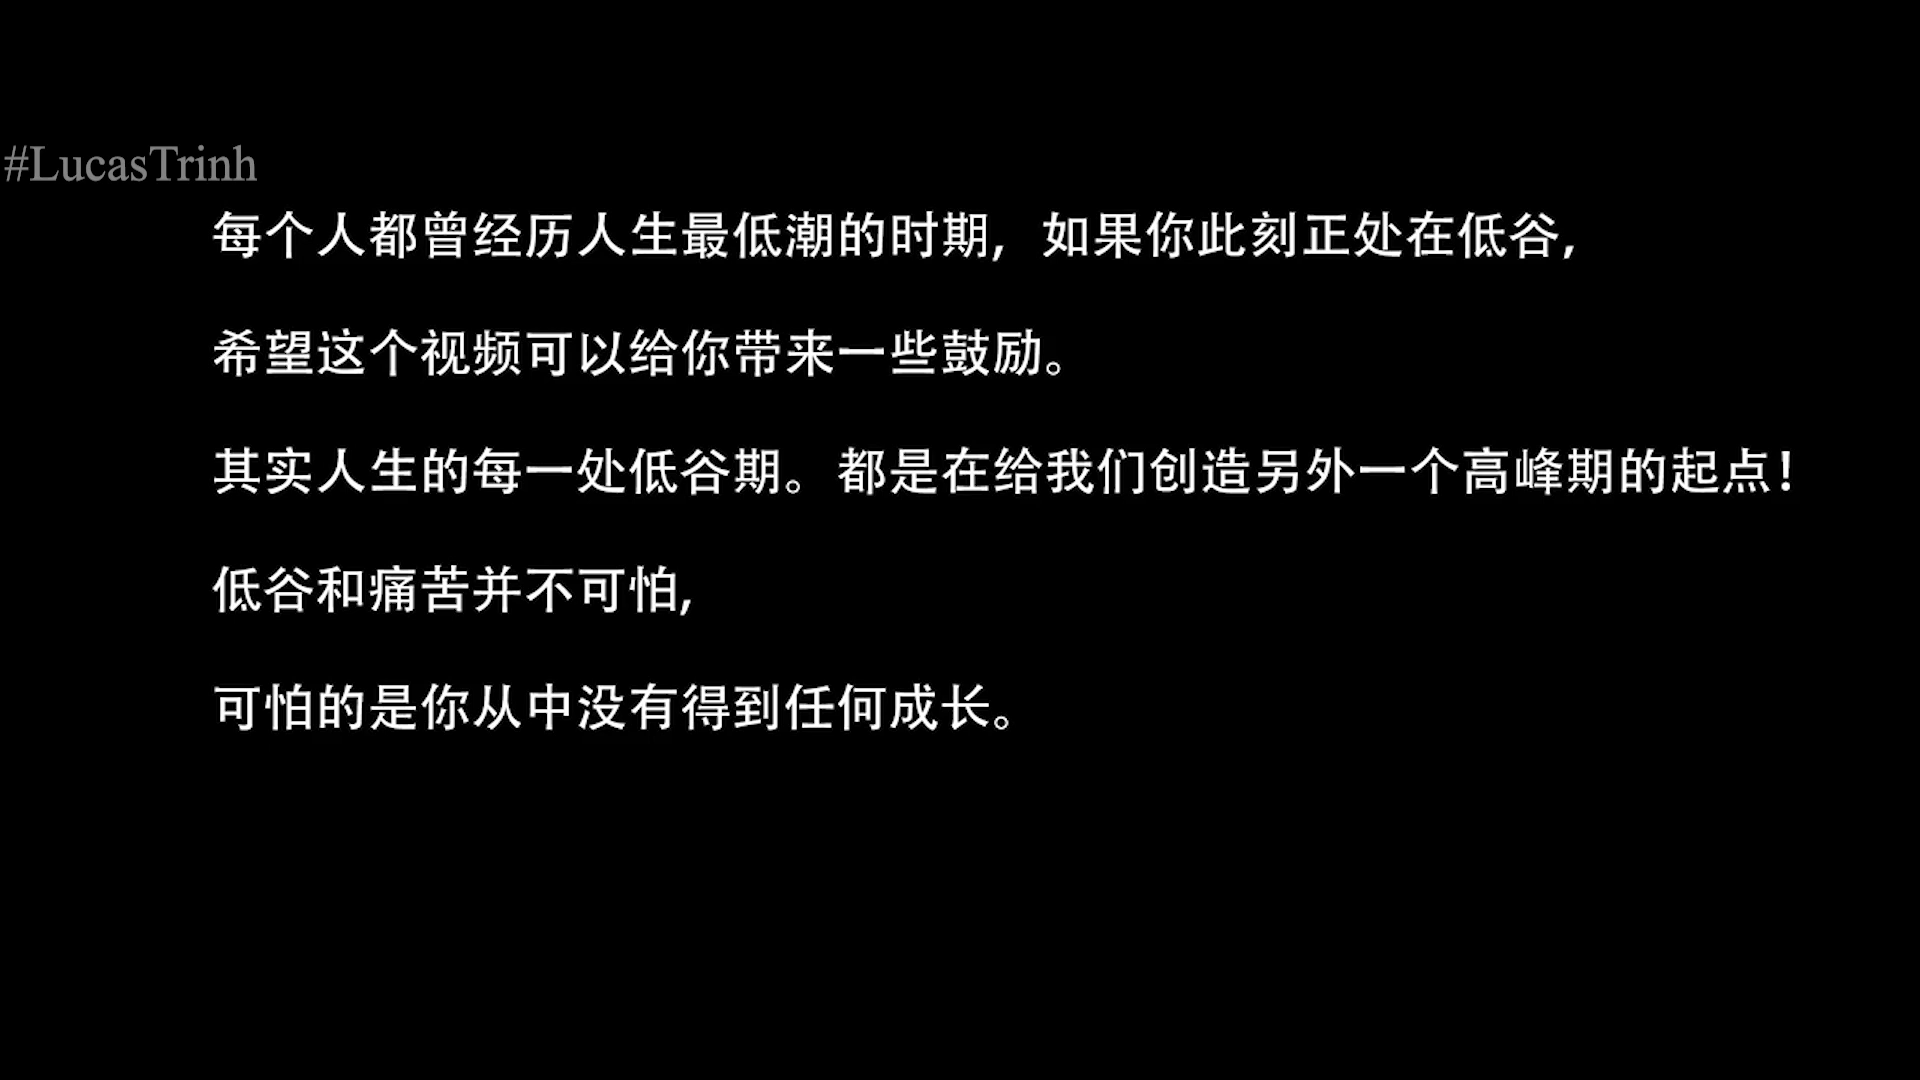 #LucasTrinh
每个人都曾经历人生最低潮的时期，如果你此刻正处在低谷，
希望这个视频可以给你带来一些鼓励。
其实人生的每一处低谷期。都是在给我们创造另外一个高峰期的起点！
低谷和痛苦并不可怕，
可怕的是你从中没有得到任何成长。